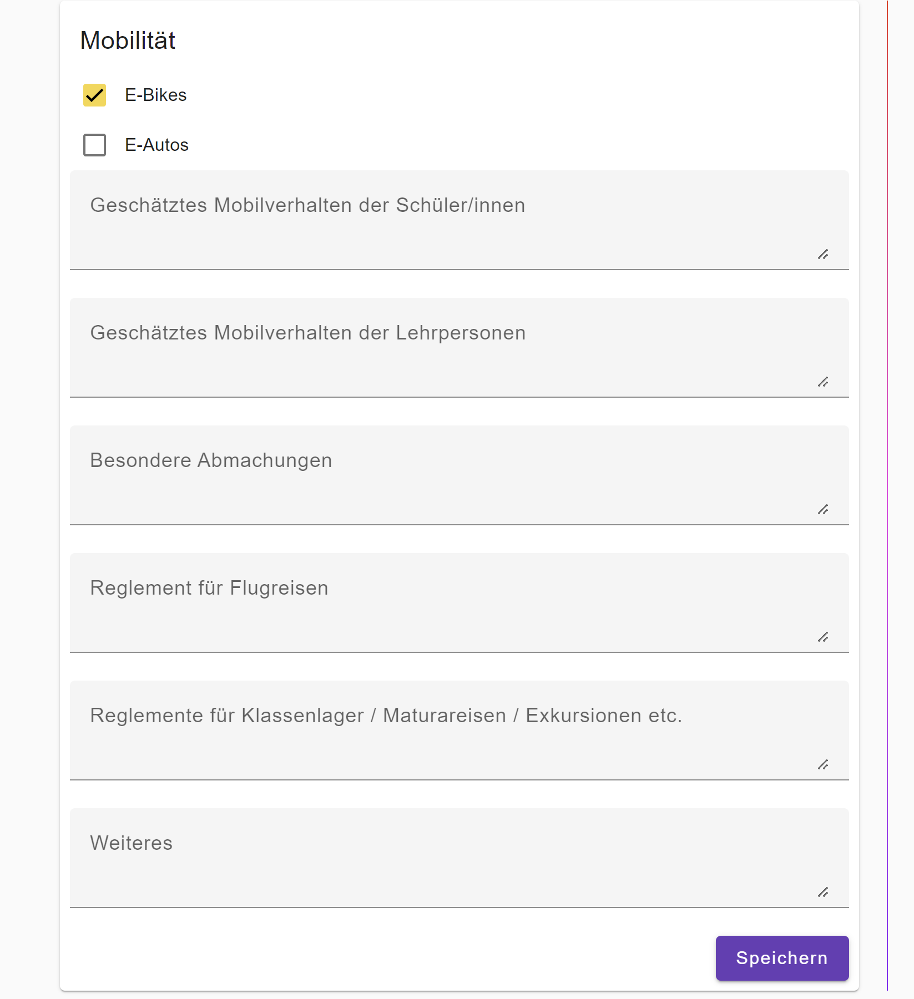 Mobilität
E-Bikes
E-Autos
Geschätztes Mobilverhalten der Schüler/innen
Geschätztes Mobilverhalten der Lehrpersonen
Besondere Abmachungen
Reglement für Flugreisen
Reglemente für Klassenlager / Maturareisen / Exkursionen etc.
Weiteres
Speichern